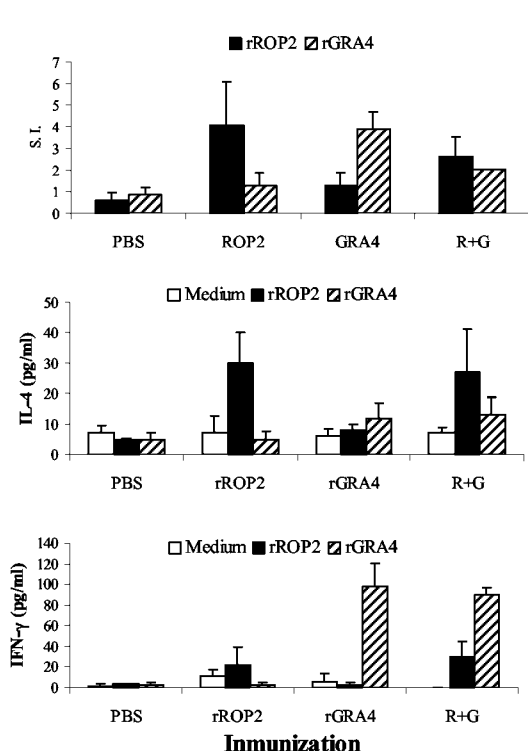 rROP2 rGRA4
7
6
5
4
3
2
1
0
S.I.
PBS ROP2 GRA4 R+G
Medium rROP2 rGRA4
50
40
30
20
10
0
IL-4 (pg/ml)
PBS rROP2 rGRA4 R+G
Medium rROP2 rGRA4
140
120
100
80
60
40
20
0
IFN-γ (pg/ml)
PBS rROP2 rGRA4 R+G
Inmunization